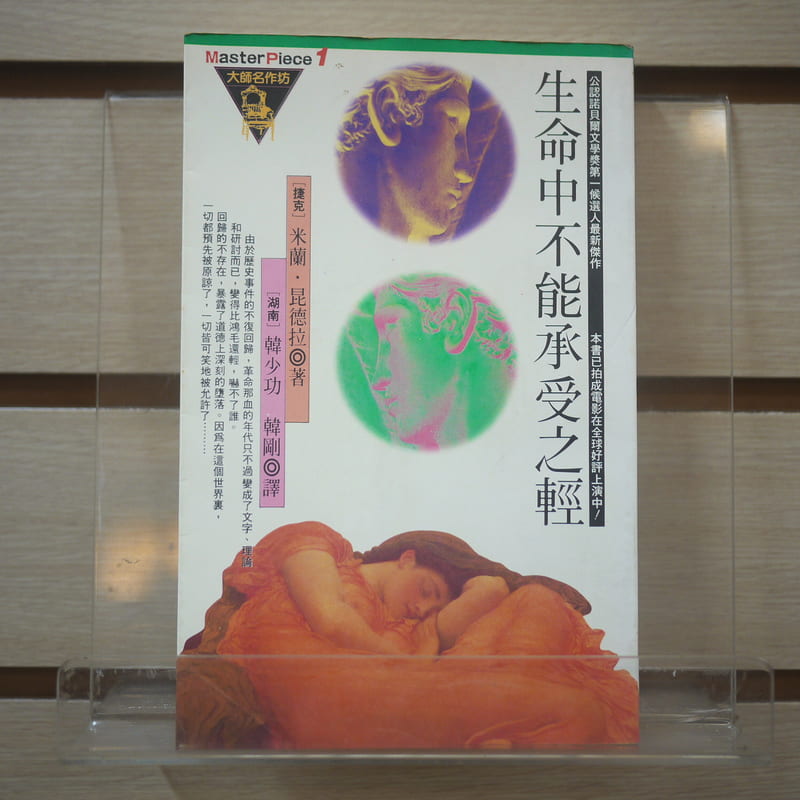 MasterPiece 1
大師名作坊
公認諾貝爾文學獎第一候選人最新傑作
本書已拍成電影在全球好評上演中!
生命中不能承受之輕
［捷克］米蘭・昆德拉◎著
［湖南］韓少功 韓剛◎譯
由於歷史事件的不復回歸，革命那血的年代只不過變成了文字、理論
和研討而已，變得比鴻毛還輕，嚇不了誰。
回歸的不存在，暴露了道德上深刻的墮落。因為在這個世界裏，
一切都預先被原諒了，一切皆可笑地被允許了………